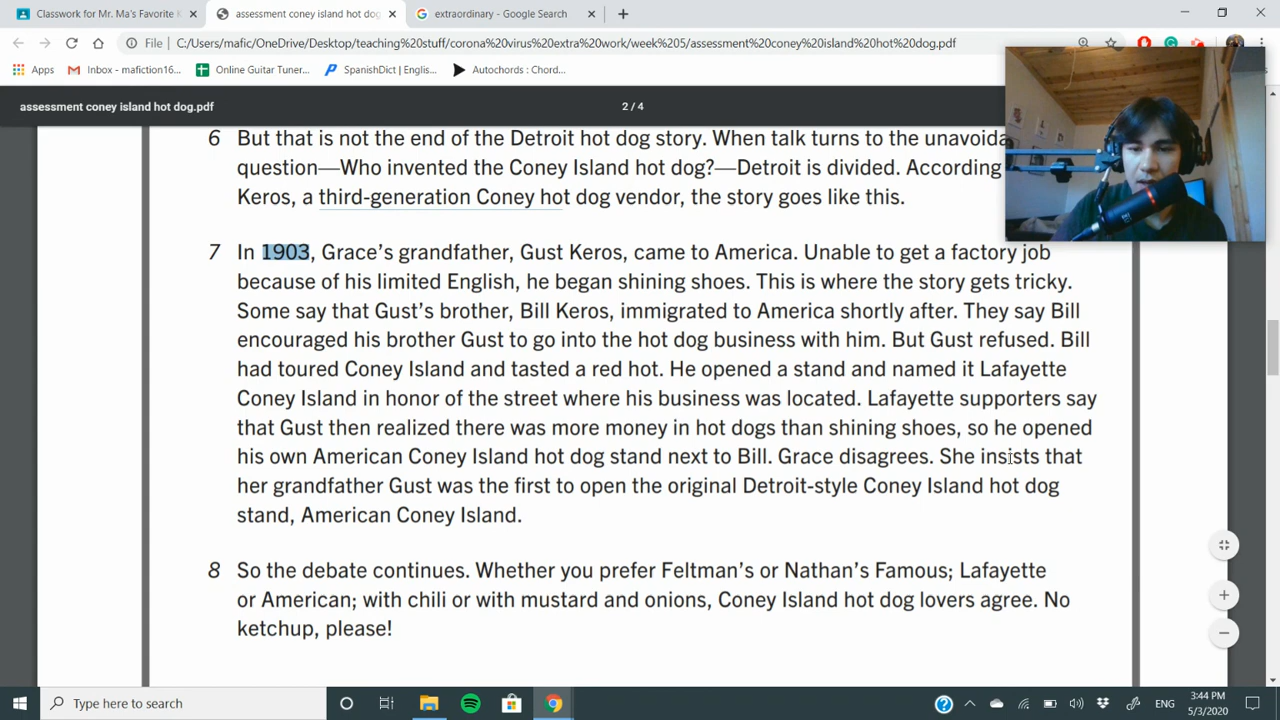 Classwork for Mr. Ma's Favorite
assessment coney island hot dog
extraordinary - Google Search
File
C:/Users/mafic/OneDrive/Desktop/teaching%20stuff/corona%20virus%20extra%20work/week%205/assessment%20coney%20island%20hot%20dog.pdf
Apps
Inbox - mafiction16...
Online Guitar Tuner...
SpanishDict | Englis...
Autochords : Chord...
assessment coney island hot dog.pdf
2 / 4
6 But that is not the end of the Detroit hot dog story. When talk turns to the
question—Who invented the Coney Island hot dog?—Detroit is divided. According
Keros, a third-generation Coney hot dog vendor, the story goes like this.
7 In 1903, Grace's grandfather, Gust Keros, came to America. Unable to get a factory job
because of his limited English, he began shining shoes. This is where the story gets tricky.
Some say that Gust's brother, Bill Keros, immigrated to America shortly after. They say Bill
encouraged his brother Gust to go into the hot dog business with him. But Gust refused. Bill
had toured Coney Island and tasted a red hot. He opened a stand and named it Lafayette
Coney Island in honor of the street where his business was located. Lafayette supporters say
that Gust then realized there was more money in hot dogs than shining shoes, so he opened
his own American Coney Island hot dog stand next to Bill. Grace disagrees. She insists that
her grandfather Gust was the first to open the original Detroit-style Coney Island hot dog
stand, American Coney Island.
8 So the debate continues. Whether you prefer Feltman's or Nathan's Famous; Lafayette
or American; with chili or with mustard and onions, Coney Island hot dog lovers agree. No
ketchup, please!
Type here to search
ENG
3:44 PM
5/3/2020